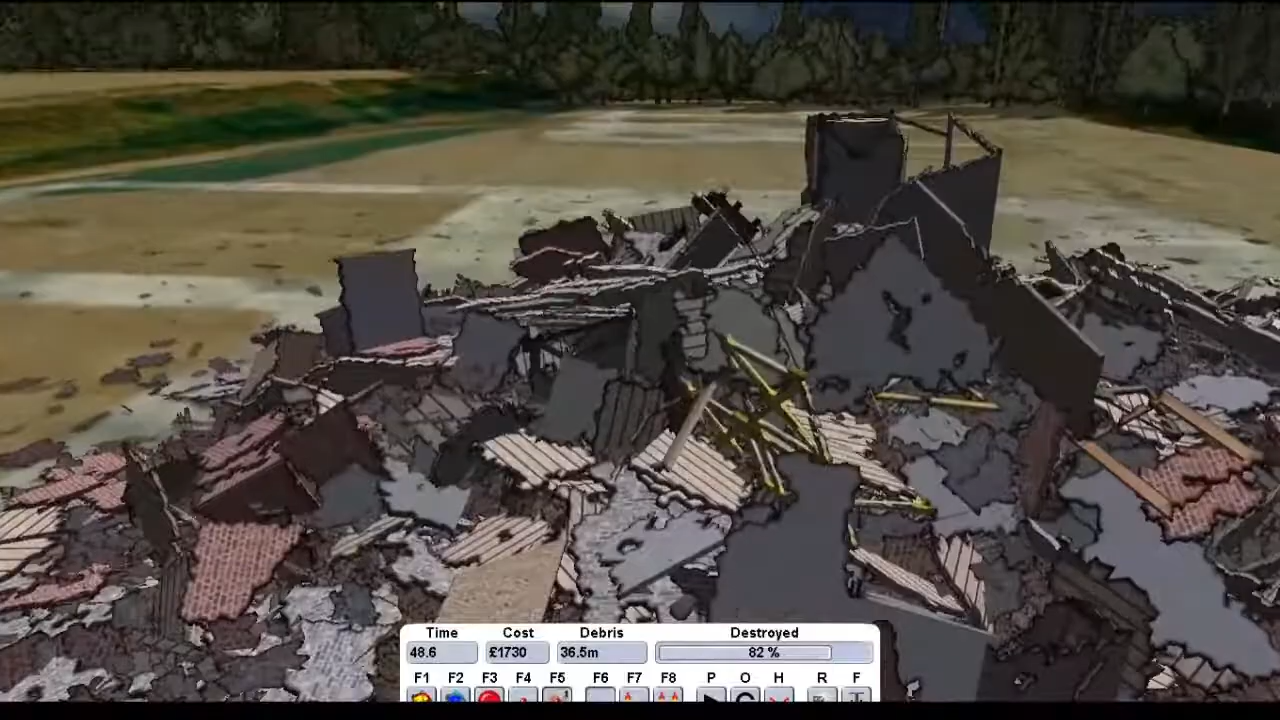 Time Cost Debris Destroyed
48.6 £1730 36.5m 82 %
F1 F2 F3 F4 F5 F6 F7 F8 P O H R F